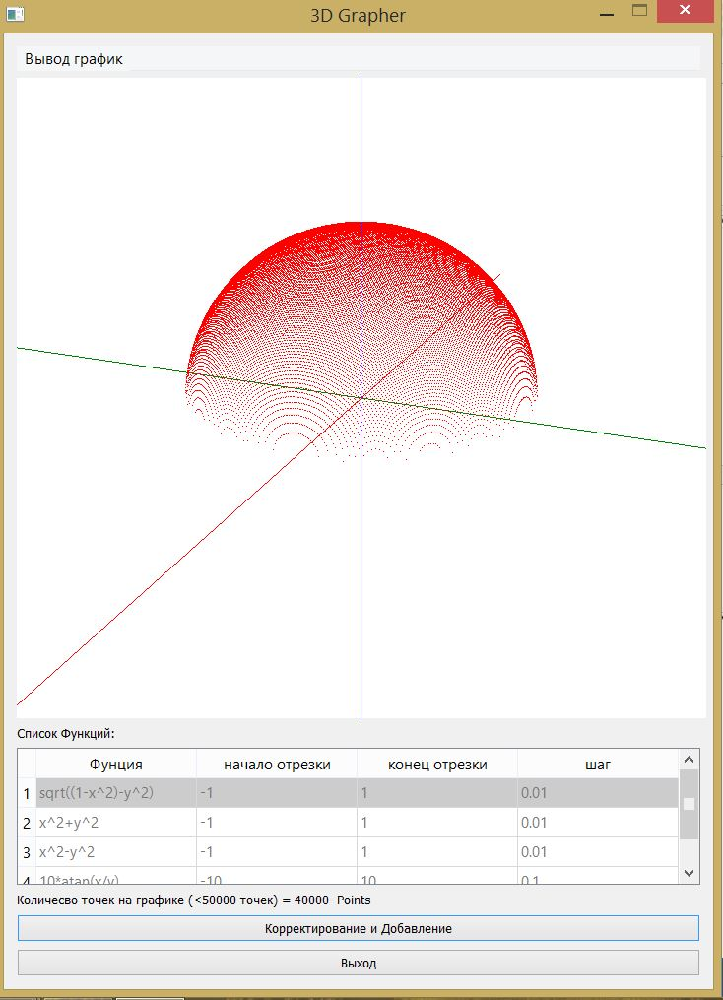 3D Grapher
Вывод график
Список Функций:
Фунция начало отрезки конец отрезки шаг
1 sqrt((1-x^2)-y^2) -1 1 0.01
2 x^2+y^2 -1 1 0.01
3 x^2-y^2 -1 1 0.01
4 10*atan(x/y) -10 10 0.1
Количесво точек на графике (<50000 точек) = 40000 Points
Корректирование и Добавление
Выход